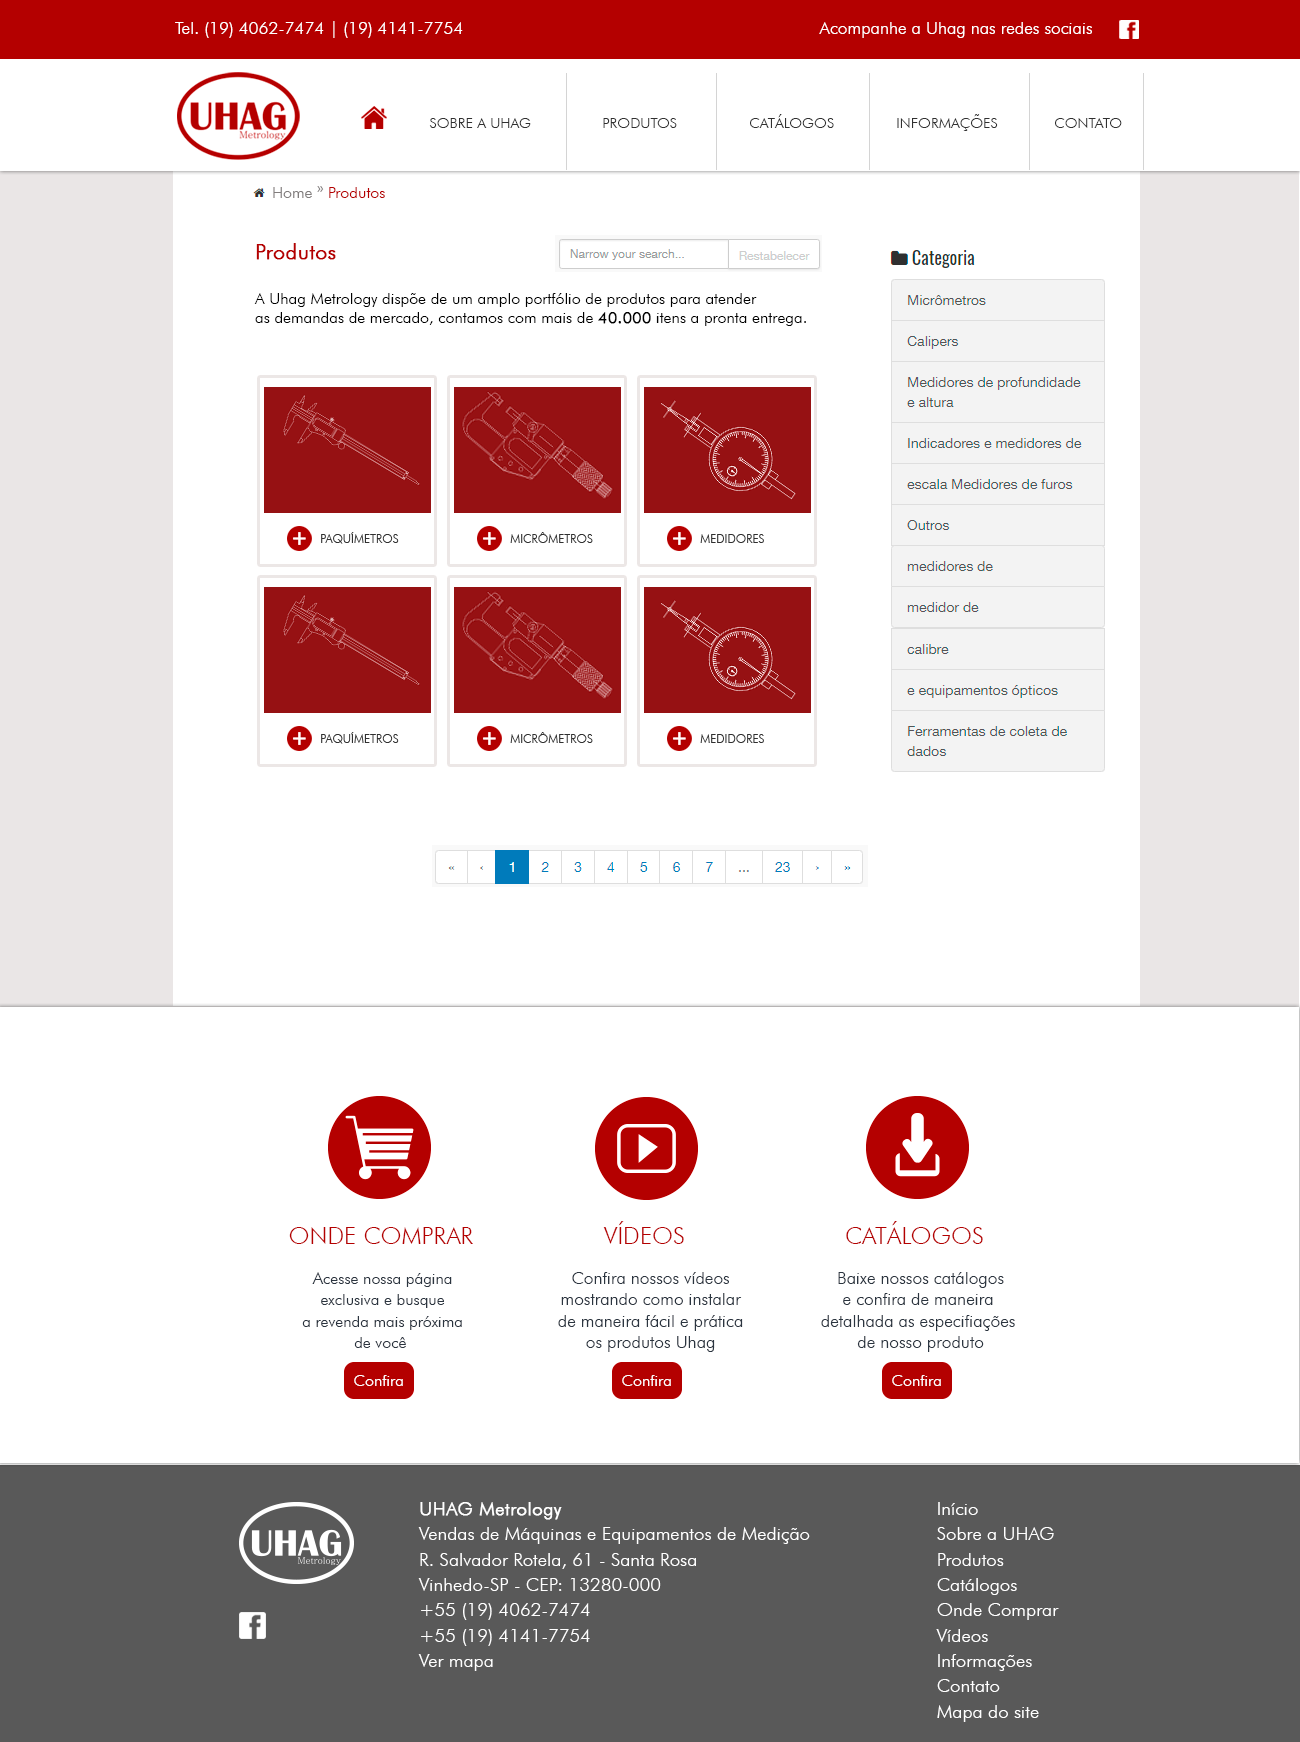 Tel. (19) 4062-7474 | (19) 4141-7754
Acompanhe a Uhag nas redes sociais
UHAG
Metrology
SOBRE A UHAG
PRODUTOS
CATÁLOGOS
INFORMAÇÕES
CONTATO
Home » Produtos
Produtos
Narrow your search...
Restabelecer
A Uhag Metrology dispõe de um amplo portfólio de produtos para atender
as demandas de mercado, contamos com mais de 40.000 itens a pronta entrega.
PAQUÍMETROS
MICRÔMETROS
MEDIDORES
PAQUÍMETROS
MICRÔMETROS
MEDIDORES
Categoria
Micrômetros
Calipers
Medidores de profundidade
e altura
Indicadores e medidores de
escala Medidores de furos
Outros
medidores de
medidor de
calibre
e equipamentos ópticos
Ferramentas de coleta de
dados
« ‹ 1 2 3 4 5 6 7 ... 23 › »
ONDE COMPRAR
Acesse nossa página
exclusiva e busque
a revenda mais próxima
de você
Confira
VÍDEOS
Confira nossos vídeos
mostrando como instalar
de maneira fácil e prática
os produtos Uhag
Confira
CATÁLOGOS
Baixe nossos catálogos
e confira de maneira
detalhada as especifiações
de nosso produto
Confira
UHAG
Metrology
UHAG Metrology
Vendas de Máquinas e Equipamentos de Medição
R. Salvador Rotela, 61 - Santa Rosa
Vinhedo-SP - CEP: 13280-000
+55 (19) 4062-7474
+55 (19) 4141-7754
Ver mapa
Início
Sobre a UHAG
Produtos
Catálogos
Onde Comprar
Vídeos
Informações
Contato
Mapa do site